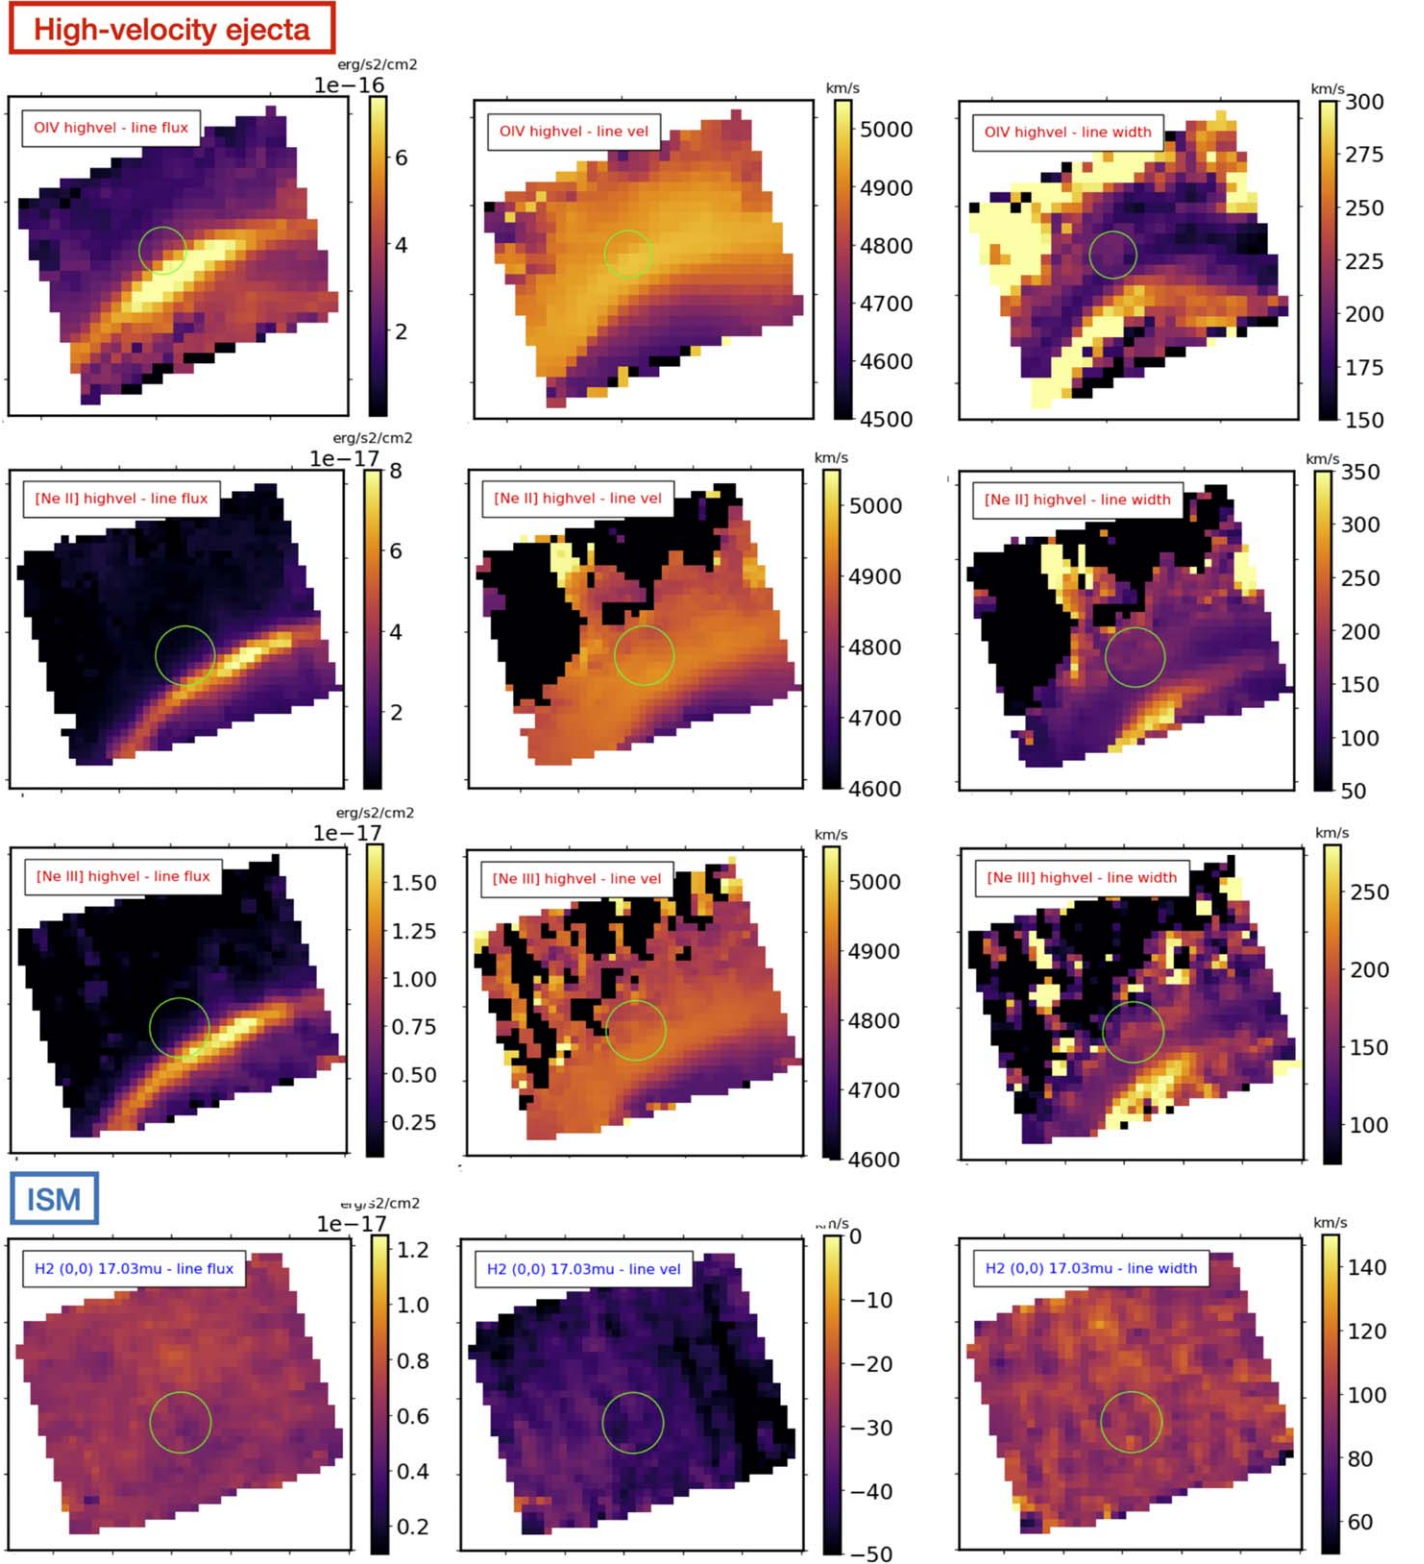 High-velocity ejecta
erg/s2/cm2
1e−16
OIV highvel - line flux
6
4
2
km/s
OIV highvel - line vel
5000
4900
4800
4700
4600
4500
km/s
OIV highvel - line width
300
275
250
225
200
175
150
erg/s2/cm2
1e−17
[Ne II] highvel - line flux
8
6
4
2
km/s
[Ne II] highvel - line vel
5000
4900
4800
4700
4600
km/s
[Ne II] highvel - line width
350
300
250
200
150
100
50
erg/s2/cm2
1e−17
[Ne III] highvel - line flux
1.50
1.25
1.00
0.75
0.50
0.25
km/s
[Ne III] highvel - line vel
5000
4900
4800
4700
4600
km/s
[Ne III] highvel - line width
250
200
150
100
ISM
erg/s2/cm2
1e−17
H2 (0,0) 17.03mu - line flux
1.2
1.0
0.8
0.6
0.4
0.2
km/s
H2 (0,0) 17.03mu - line vel
0
−10
−20
−30
−40
−50
km/s
H2 (0,0) 17.03mu - line width
140
120
100
80
60